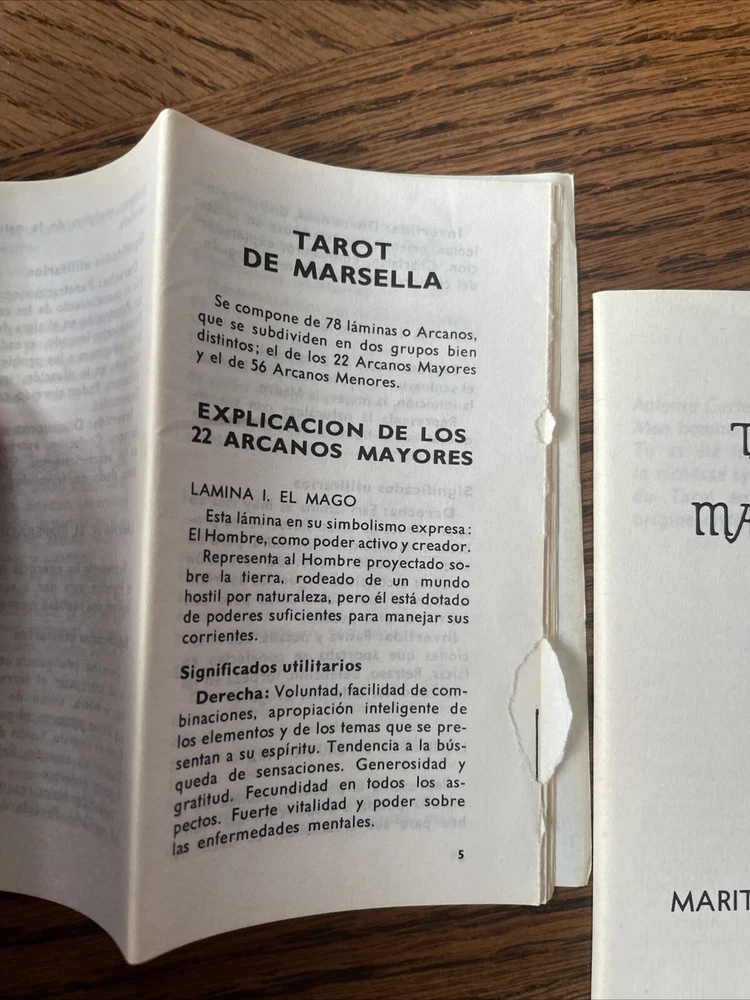 TAROT
DE MARSELLA
Se compone de 78 láminas o Arcanos,
que se subdividen en dos grupos bien
distintos; el de los 22 Arcanos Mayores
y el de 56 Arcanos Menores.
EXPLICACION DE LOS
22 ARCANOS MAYORES
LAMINA I. EL MAGO
Esta lámina en su simbolismo expresa:
El Hombre, como poder activo y creador.
Representa al Hombre proyectado so-
bre la tierra, rodeado de un mundo
hostil por naturaleza, pero él está dotado
de poderes suficientes para manejar sus
corrientes.
Significados utilitarios
Derecha: Voluntad, facilidad de com-
binaciones, apropiación inteligente de
los elementos y de los temas que se pre-
sentan a su espíritu. Tendencia a la bús-
queda de sensaciones. Generosidad y
gratitud. Fecundidad en todos los as-
pectos. Fuerte vitalidad y poder sobre
las enfermedades mentales.
5
T
MA
MARIT